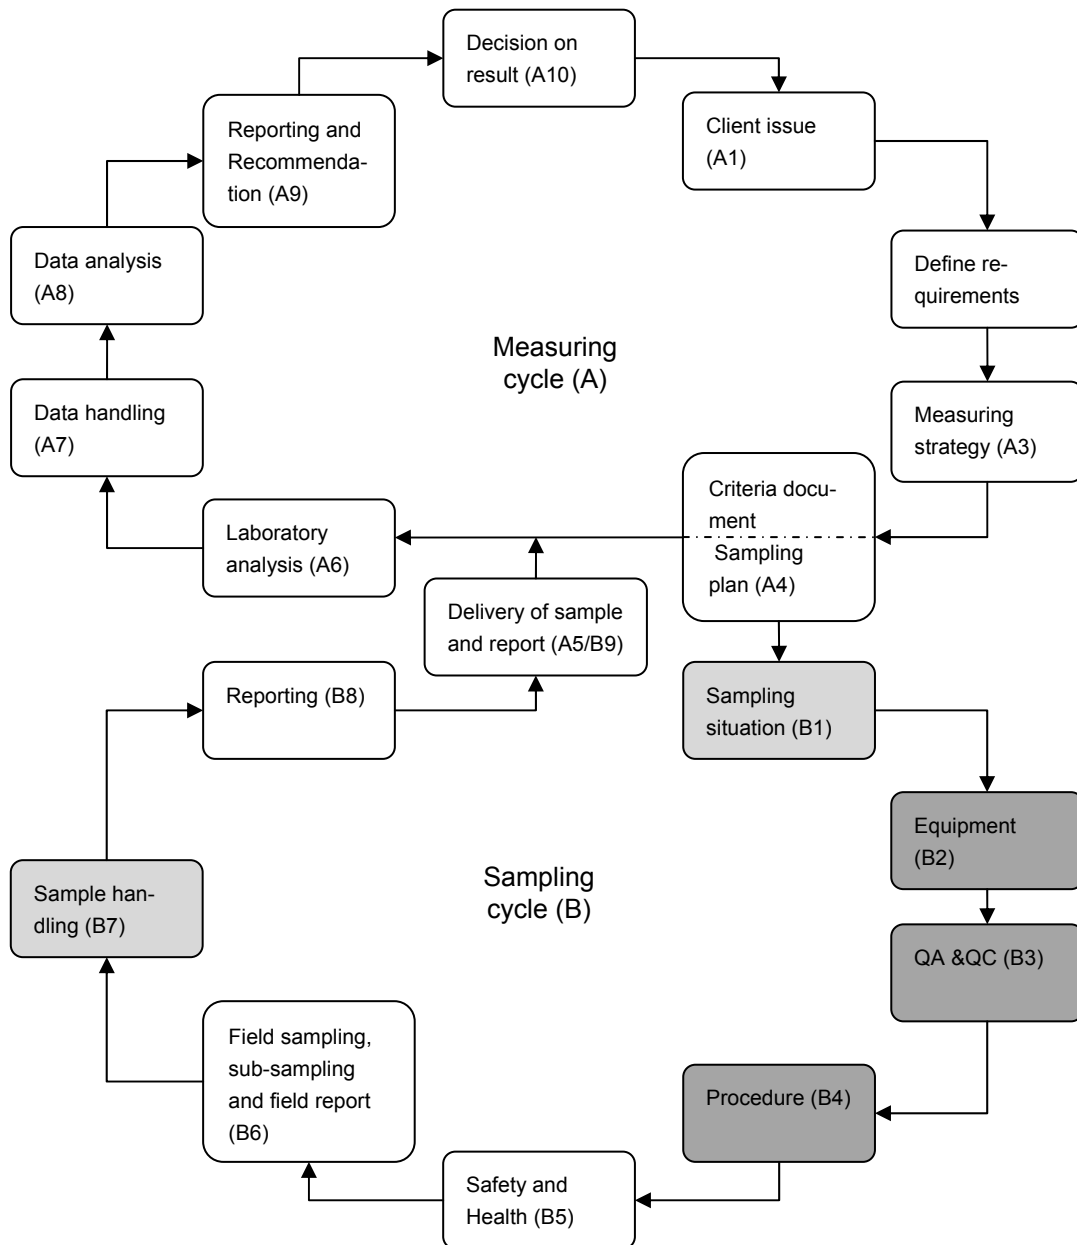 Decision on
result (A10)
Client issue
(A1)
Reporting and
Recommenda-
tion (A9)
Define re-
quirements
Data analysis
(A8)
Measuring
cycle (A)
Measuring
strategy (A3)
Data handling
(A7)
Criteria docu-
ment
Sampling
plan (A4)
Laboratory
analysis (A6)
Delivery of sample
and report (A5/B9)
Sampling
situation (B1)
Reporting (B8)
Equipment
(B2)
Sampling
cycle (B)
Sample han-
dling (B7)
QA &QC (B3)
Field sampling,
sub-sampling
and field report
(B6)
Procedure (B4)
Safety and
Health (B5)